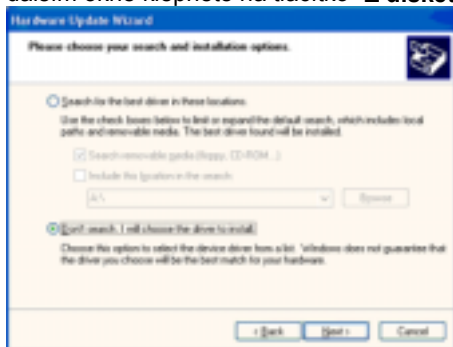 dalším okně klepněte na tlačítko
Hardware Update Wizard
Please choose your search and installation options.
Search for the best driver in these locations.
Use the check boxes below to limit or expand the default search, which includes local
paths and removable media. The best driver found will be installed.
Search removable media (floppy, CD-ROM...)
Include this location in the search:
A:\
Browse
Don't search. I will choose the driver to install.
Choose this option to select the device driver from a list. Windows does not guarantee that
the driver you choose will be the best match for your hardware.
< Back Next > Cancel